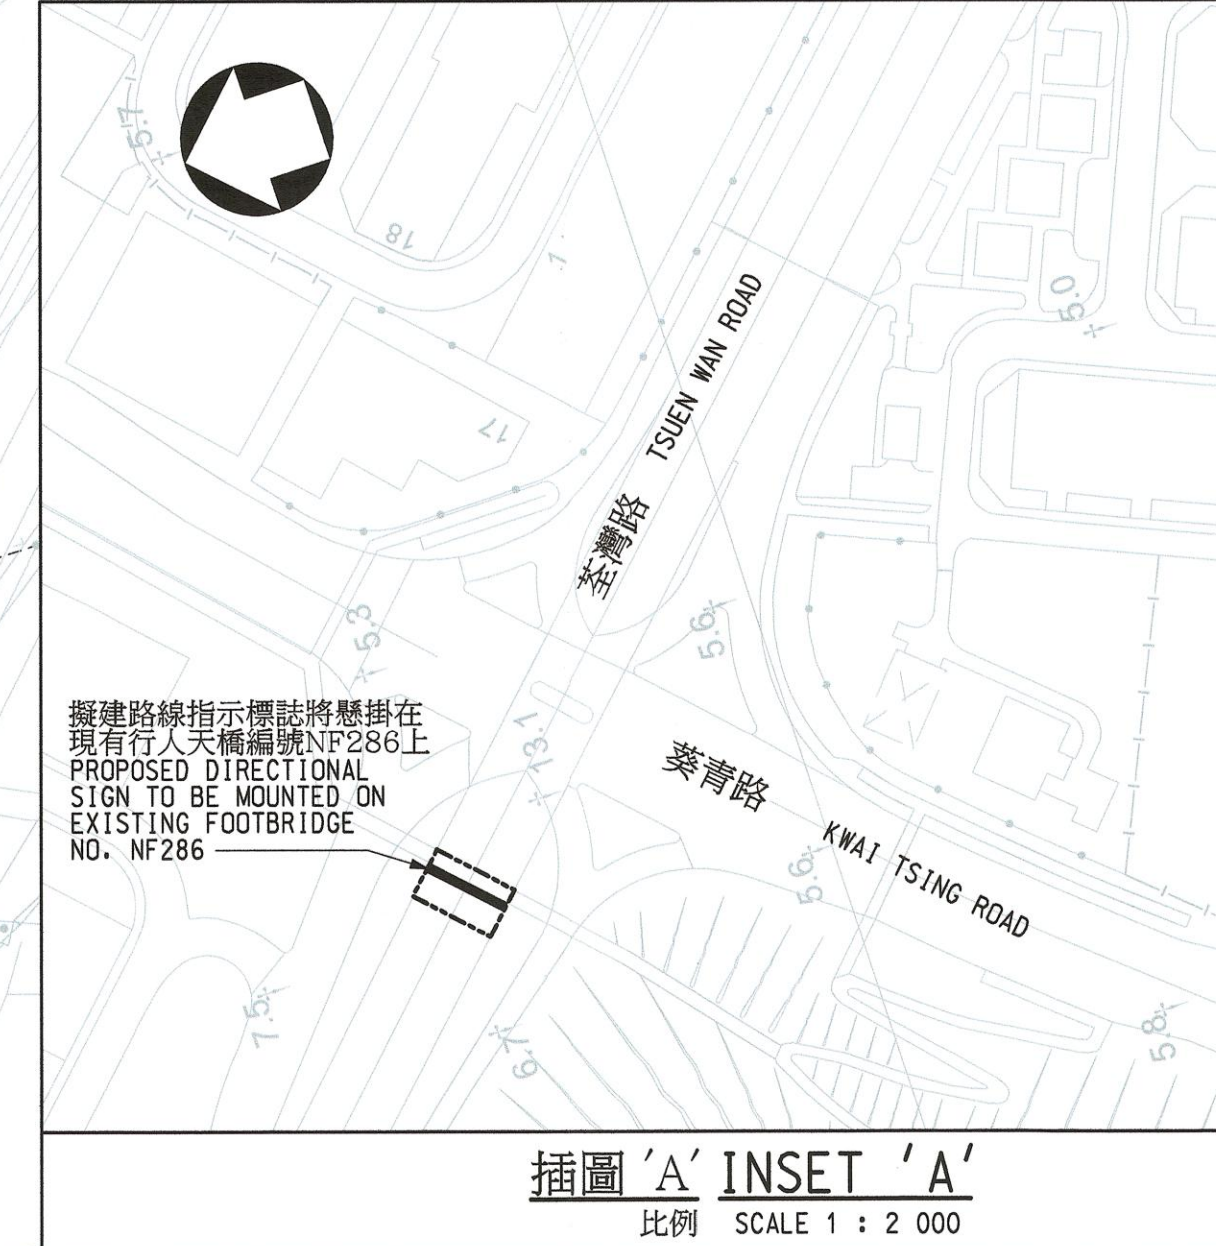 5.7
18
1
5.0
荃灣路 TSUEN WAN ROAD
17
5.3
5.6
擬建路線指示標誌將懸掛在
現有行人天橋編號NF286上
PROPOSED DIRECTIONAL
SIGN TO BE MOUNTED ON
EXISTING FOOTBRIDGE
NO. NF286
13.1
葵青路 KWAI TSING ROAD
5.6
7.5
6.7
5.8
插圖 'A' INSET 'A'
比例 SCALE 1 : 2 000